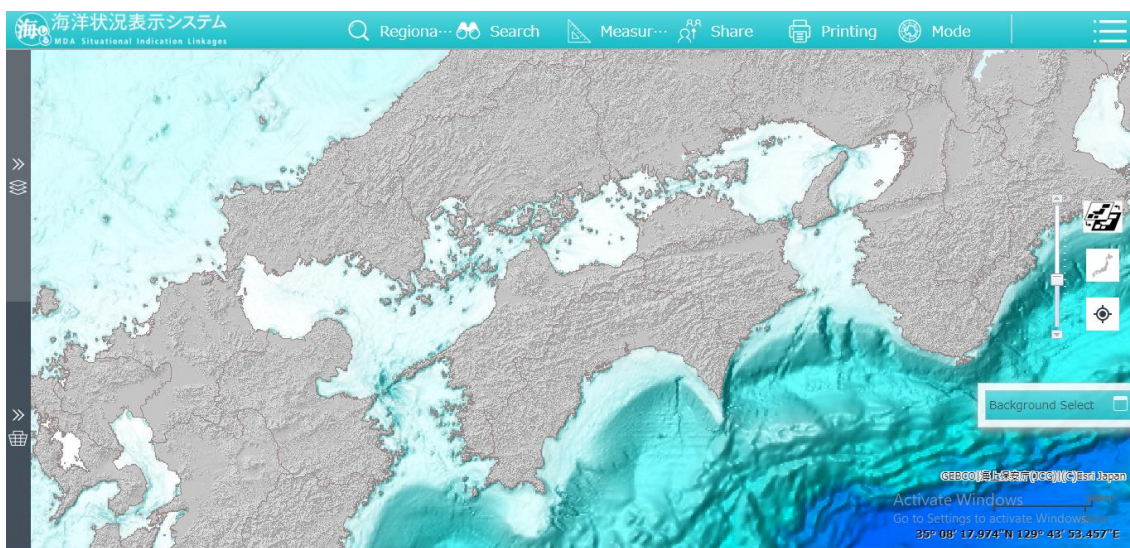 海洋状況表示システム
MDA Situational Indication Linkages
Regiona… Search Measur… Share Printing Mode
Background Select
GEBCO|海上保安庁(JCG)|(C)Esri Japan
Activate Windows
Go to Settings to activate Windows.
35° 08' 17.974"N 129° 43' 53.457"E